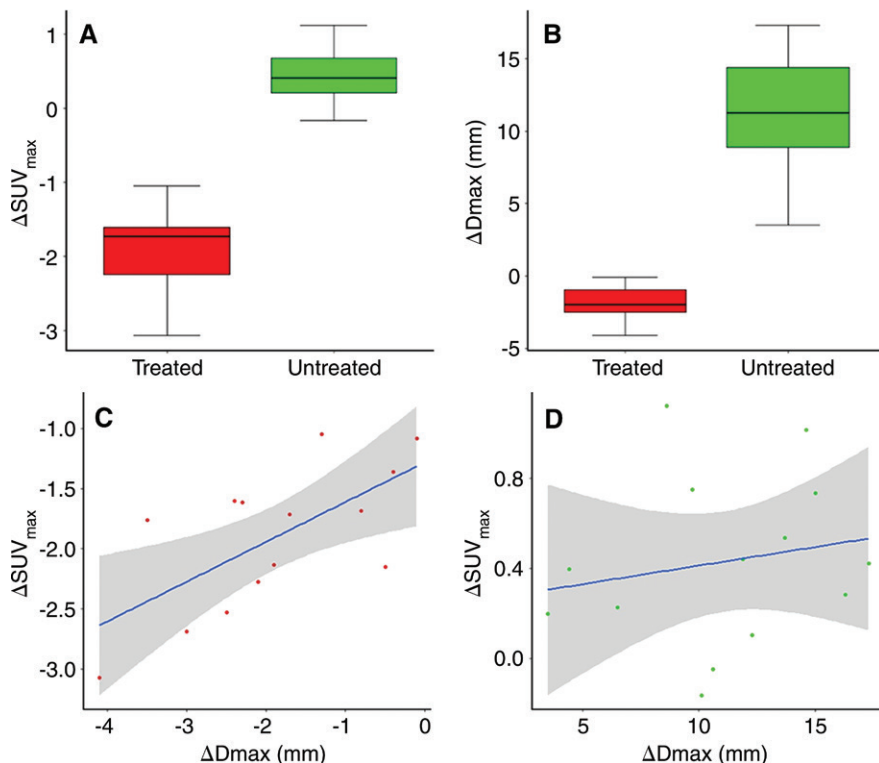 A
ΔSUVmax
1
0
-1
-2
-3
Treated Untreated
B
ΔDmax (mm)
15
10
5
0
-5
Treated Untreated
C
ΔSUVmax
-1.0
-1.5
-2.0
-2.5
-3.0
-4 -3 -2 -1 0
ΔDmax (mm)
D
ΔSUVmax
0.8
0.4
0.0
5 10 15
ΔDmax (mm)